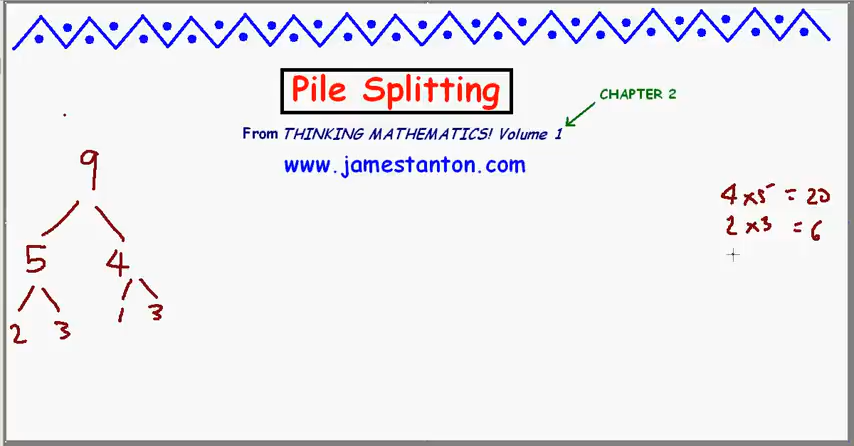 Pile Splitting
CHAPTER 2
From THINKING MATHEMATICS! Volume 1
www.jamestanton.com
9
5 4
2 3 1 3
4 x 5 = 20
2 x 3 = 6